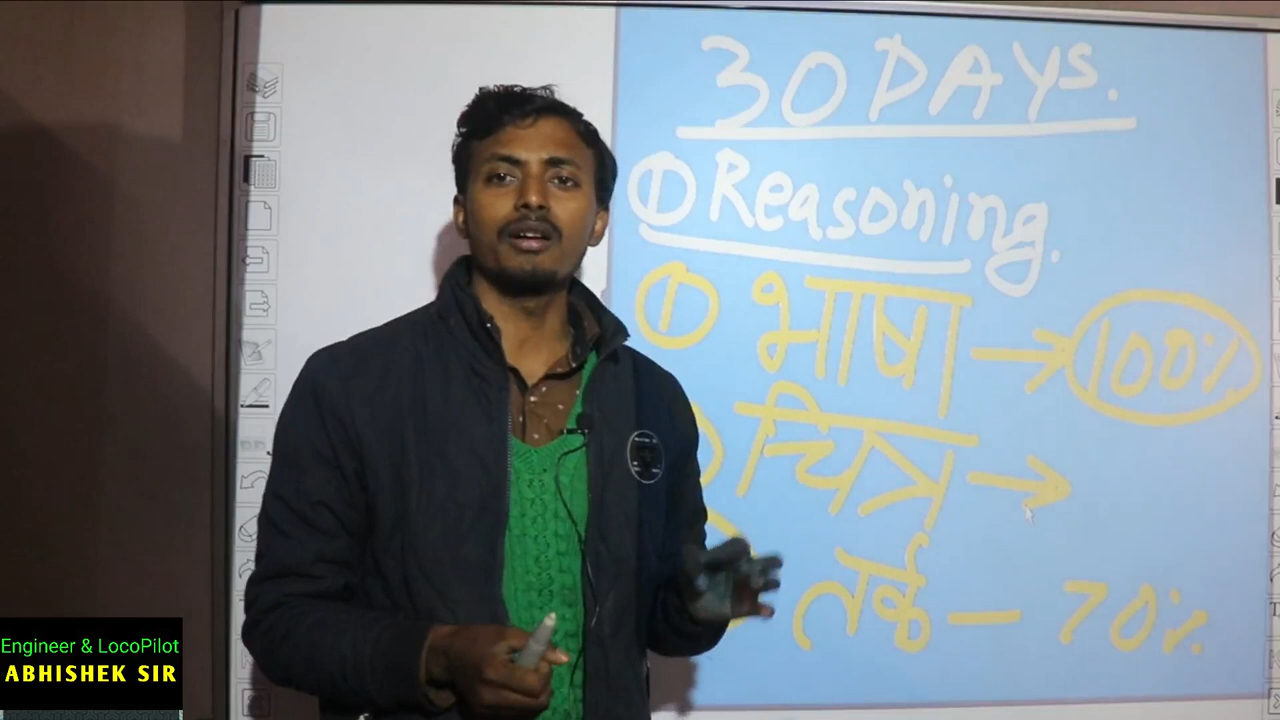 30 DAYS.
① Reasoning.
① भाषा → 100%
चित्र →
तर्क — 70%.
Engineer & LocoPilot
ABHISHEK SIR